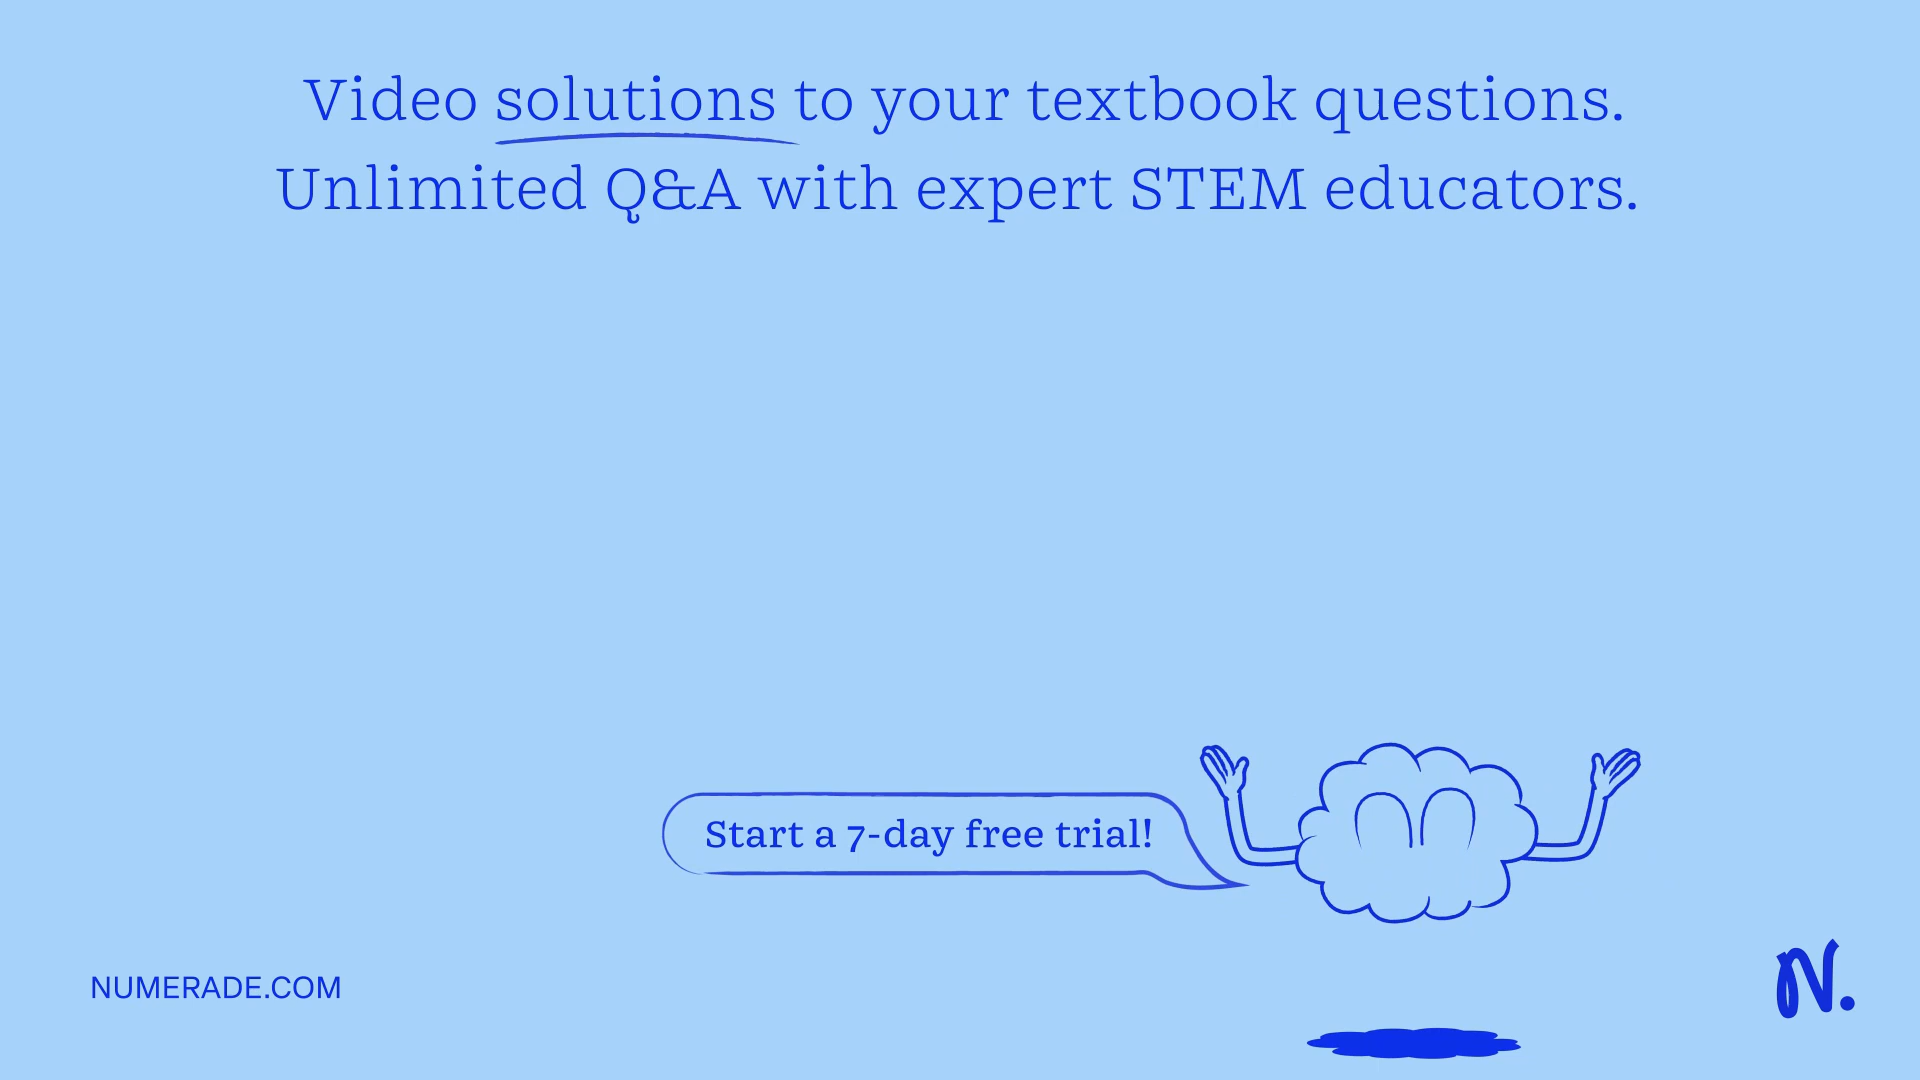 Video solutions to your textbook questions.
Unlimited Q&A with expert STEM educators.
Start a 7-day free trial!
NUMERADE.COM
N.